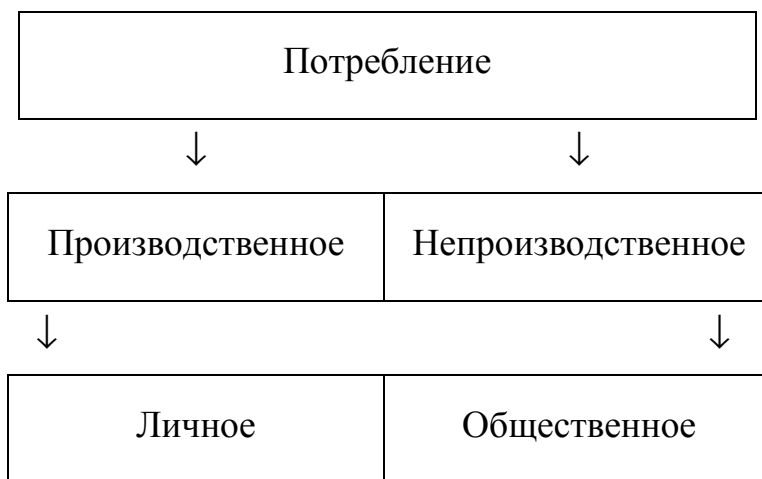 Потребление
↓ ↓
Производственное Непроизводственное
↓ ↓
Личное Общественное